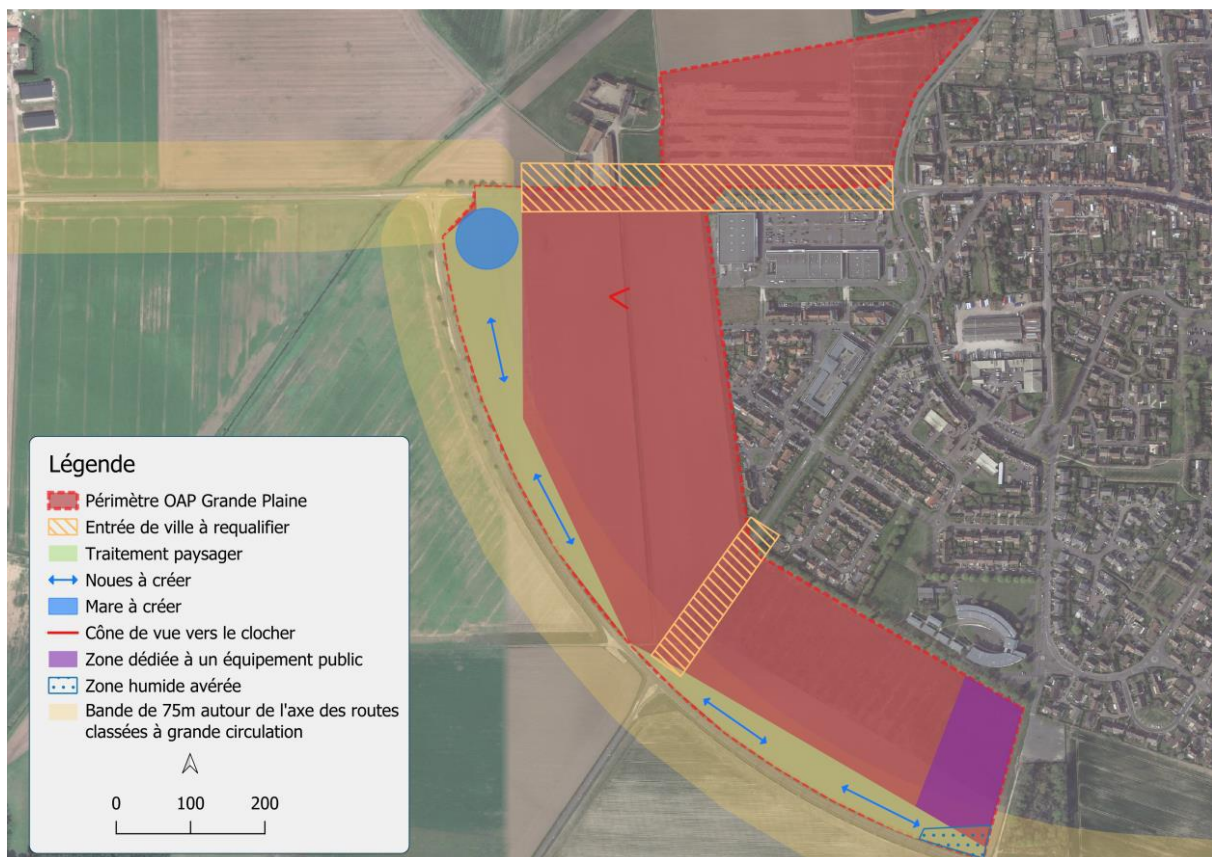 Légende
Périmètre OAP Grande Plaine
Entrée de ville à requalifier
Traitement paysager
Noues à créer
Mare à créer
Cône de vue vers le clocher
Zone dédiée à un équipement public
Zone humide avérée
Bande de 75m autour de l'axe des routes
classées à grande circulation
0 100 200